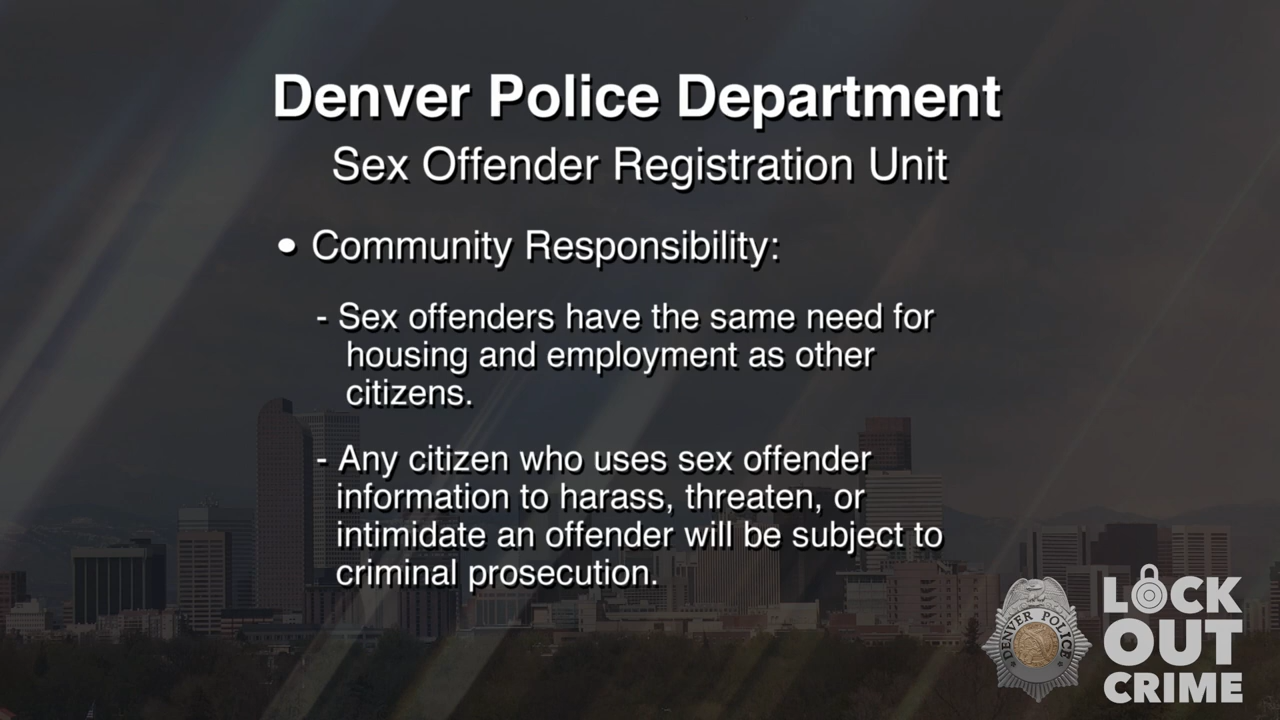 Denver Police Department
Sex Offender Registration Unit
• Community Responsibility:
- Sex offenders have the same need for
housing and employment as other
citizens.
- Any citizen who uses sex offender
information to harass, threaten, or
intimidate an offender will be subject to
criminal prosecution.
DENVER POLICE
LOCK
OUT
CRIME